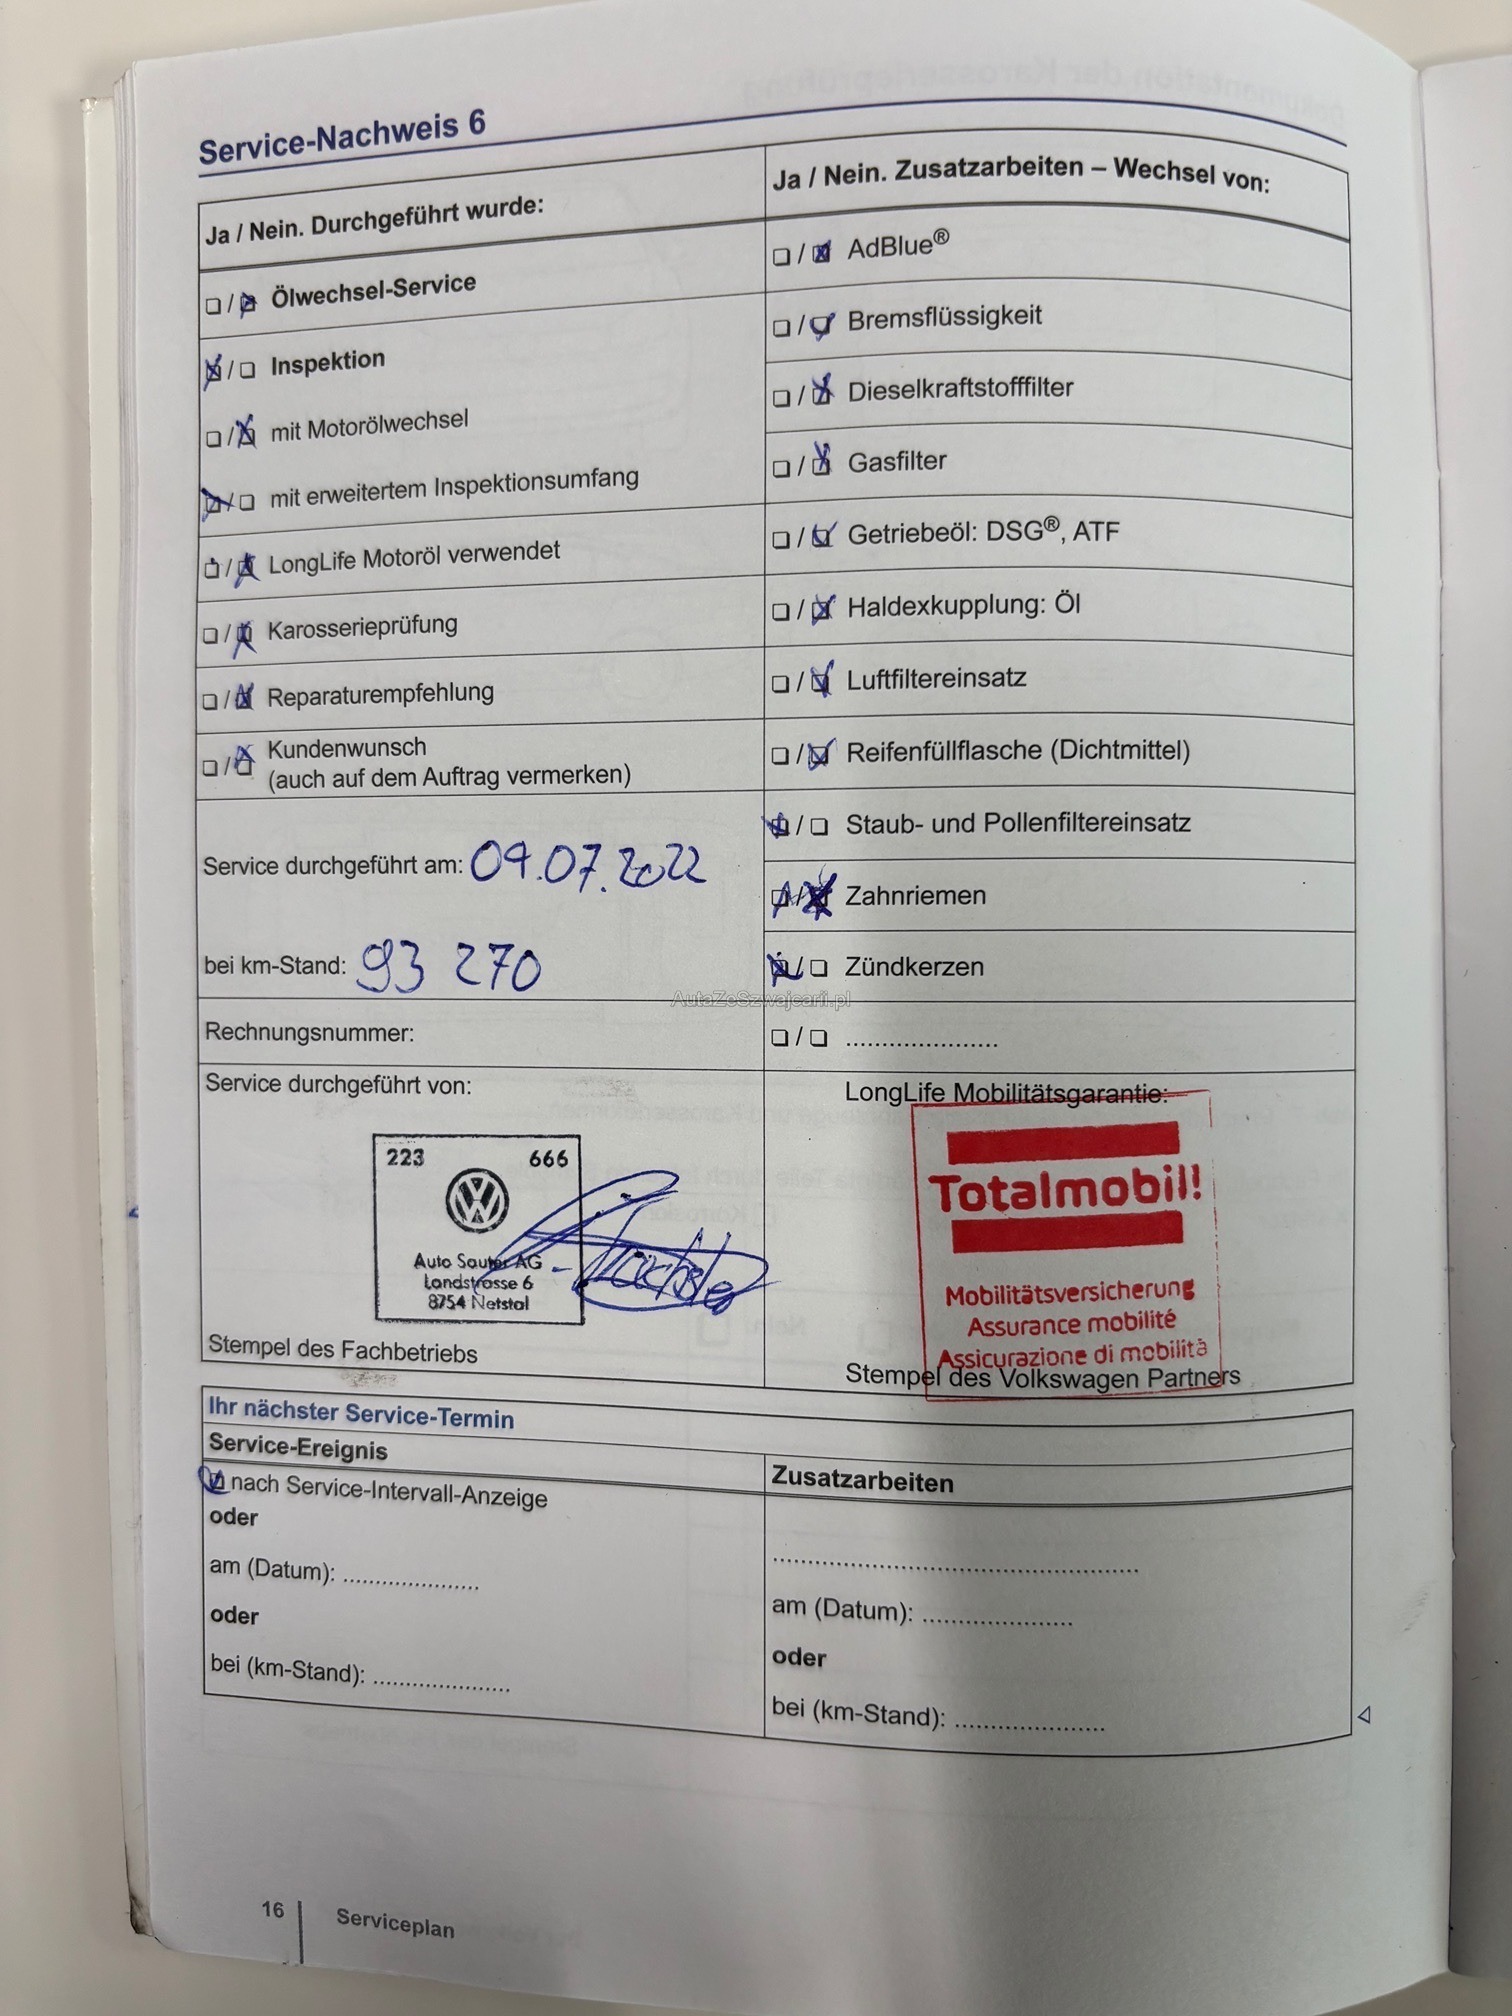 Service-Nachweis 6
Ja / Nein. Durchgeführt wurde:
☐ / ☒ Ölwechsel-Service
☒ / ☐ Inspektion
☐ / ☒ mit Motorölwechsel
☒ / ☐ mit erweitertem Inspektionsumfang
☐ / ☒ LongLife Motoröl verwendet
☐ / ☒ Karosserieprüfung
☐ / ☒ Reparaturempfehlung
☐ / ☒ Kundenwunsch
(auch auf dem Auftrag vermerken)
Service durchgeführt am: 09.07.2022
bei km-Stand: 93 270
Rechnungsnummer:
Service durchgeführt von:
223 666
VW
Auto Sauter AG
Landstrasse 6
8754 Netstal
Stempel des Fachbetriebs
Ja / Nein. Zusatzarbeiten – Wechsel von:
☐ / ☒ AdBlue®
☐ / ☒ Bremsflüssigkeit
☐ / ☒ Dieselkraftstofffilter
☐ / ☒ Gasfilter
☐ / ☒ Getriebeöl: DSG®, ATF
☐ / ☒ Haldexkupplung: Öl
☐ / ☒ Luftfiltereinsatz
☐ / ☒ Reifenfüllflasche (Dichtmittel)
☒ / ☐ Staub- und Pollenfiltereinsatz
☒ / ☒ Zahnriemen
☒ / ☐ Zündkerzen
AutaZeSzwajcarii.pl
☐ / ☐ .....................
LongLife Mobilitätsgarantie:
Totalmobil!
Mobilitätsversicherung
Assurance mobilité
Assicurazione di mobilità
Stempel des Volkswagen Partners
Ihr nächster Service-Termin
Service-Ereignis
☒ nach Service-Intervall-Anzeige
oder
am (Datum): ...................
oder
bei (km-Stand): ...................
Zusatzarbeiten
...................................................
am (Datum): .....................
oder
bei (km-Stand): .....................
16 Serviceplan